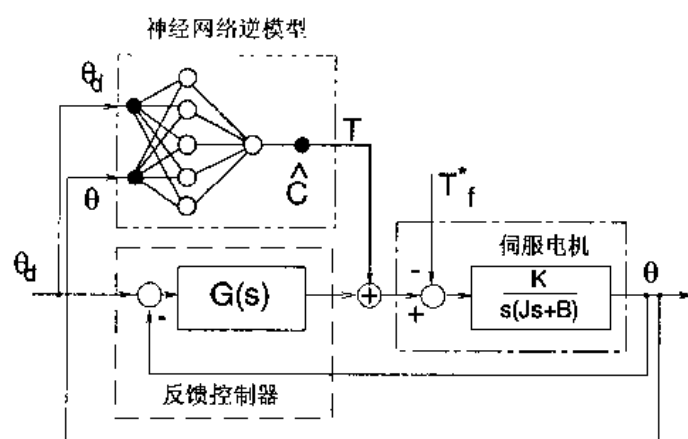 神经网络逆模型
θd
T
θ
Ĉ
T*f
伺服电机
θd
-
G(s)
+
-
+
K
s(Js+B)
θ
-
反馈控制器